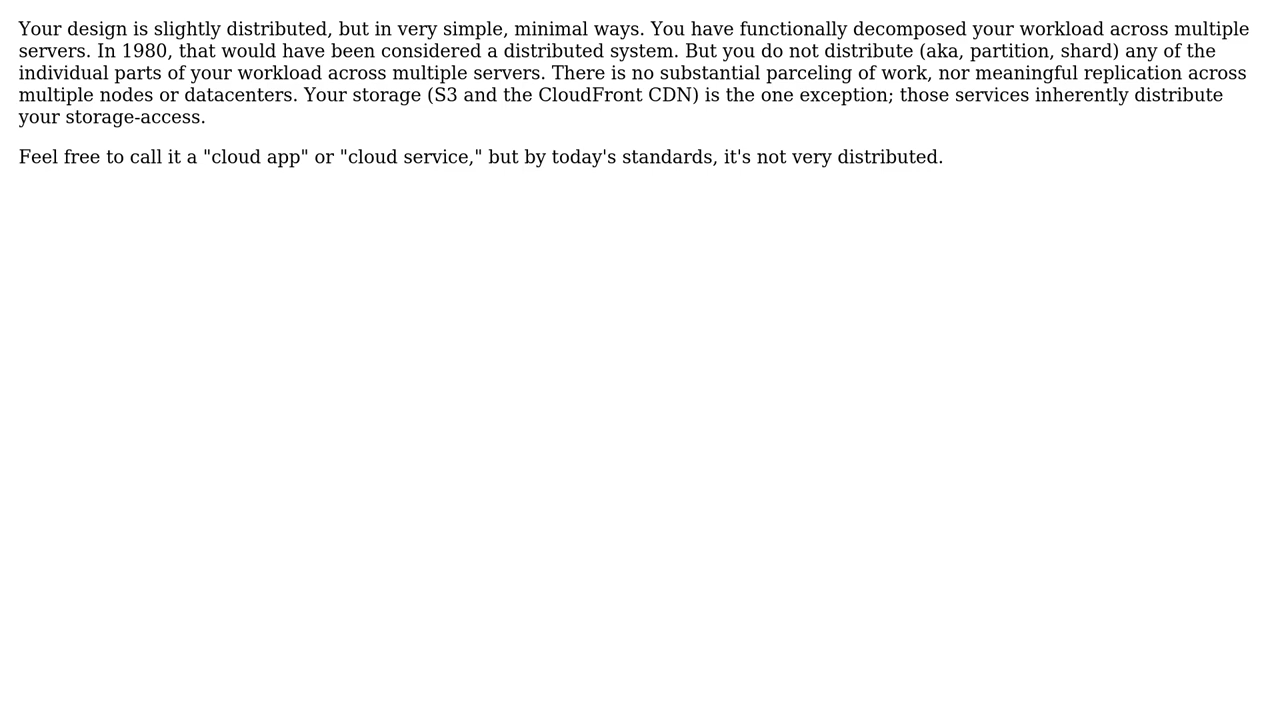 Your design is slightly distributed, but in very simple, minimal ways. You have functionally decomposed your workload across multiple
servers. In 1980, that would have been considered a distributed system. But you do not distribute (aka, partition, shard) any of the
individual parts of your workload across multiple servers. There is no substantial parceling of work, nor meaningful replication across
multiple nodes or datacenters. Your storage (S3 and the CloudFront CDN) is the one exception; those services inherently distribute
your storage-access.
Feel free to call it a "cloud app" or "cloud service," but by today's standards, it's not very distributed.